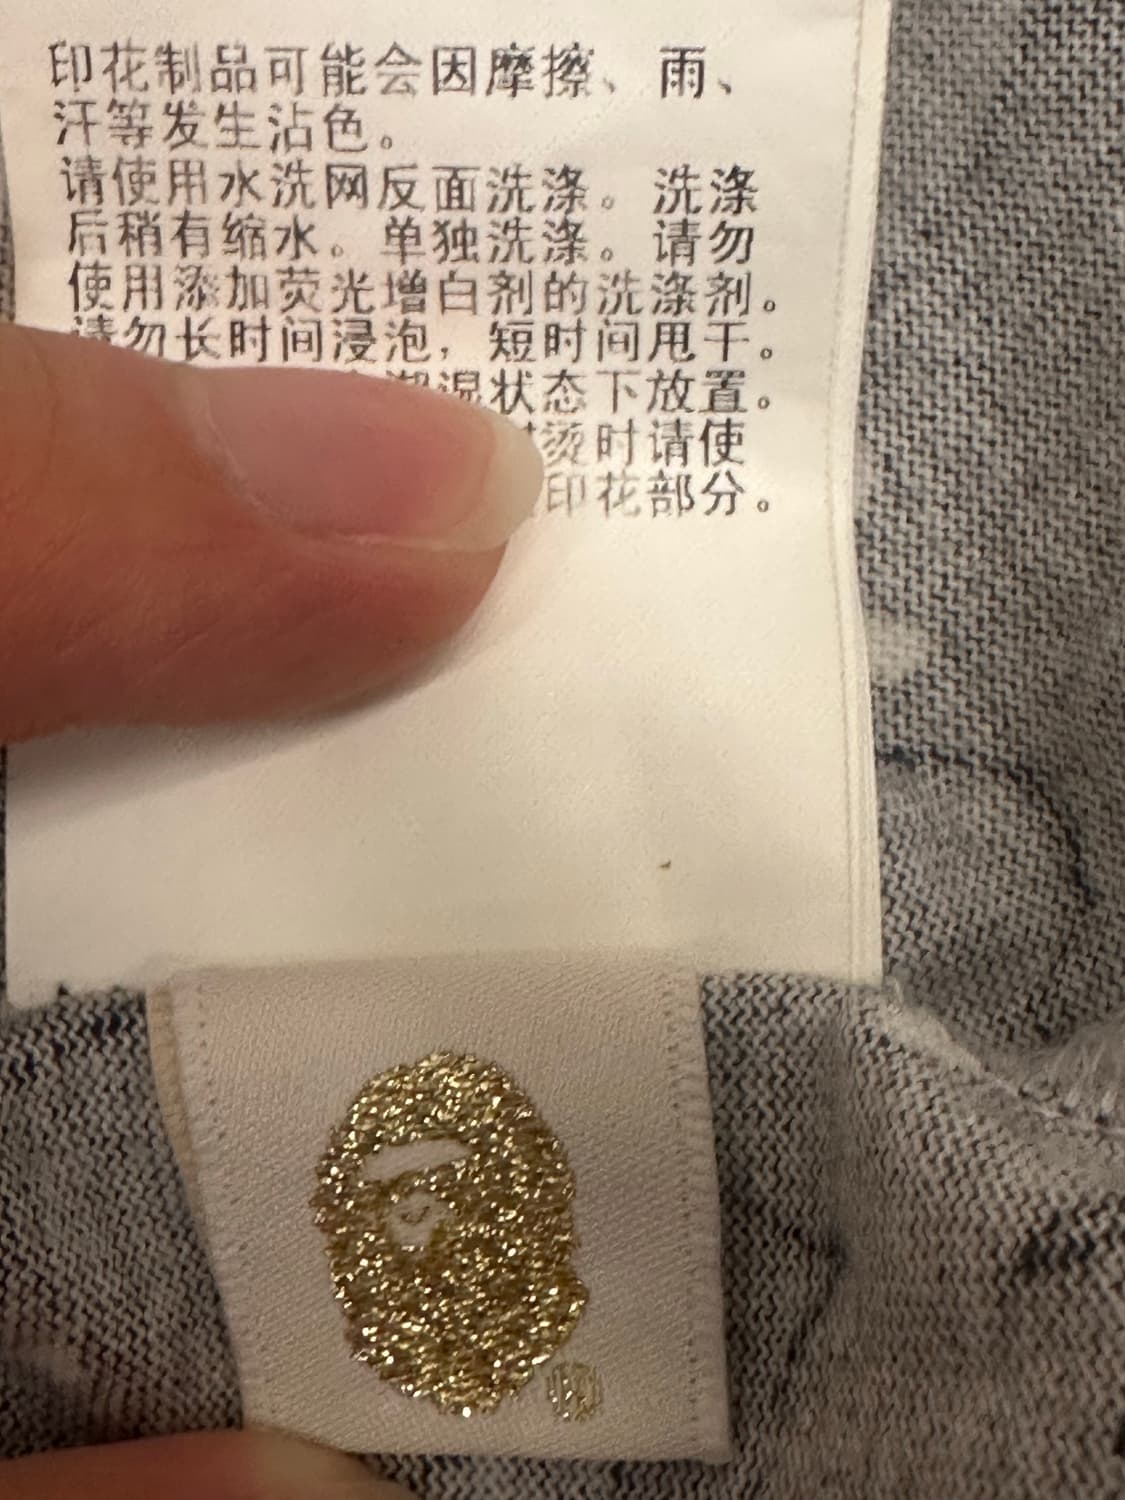 印花制品可能会因摩擦、雨、
汗等发生沾色。
请使用水洗网反面洗涤。洗涤
后稍有缩水。单独洗涤。请勿
使用添加荧光增白剂的洗涤剂。
请勿长时间浸泡，短时间甩干。
潮湿状态下放置。
烫时请使
印花部分。